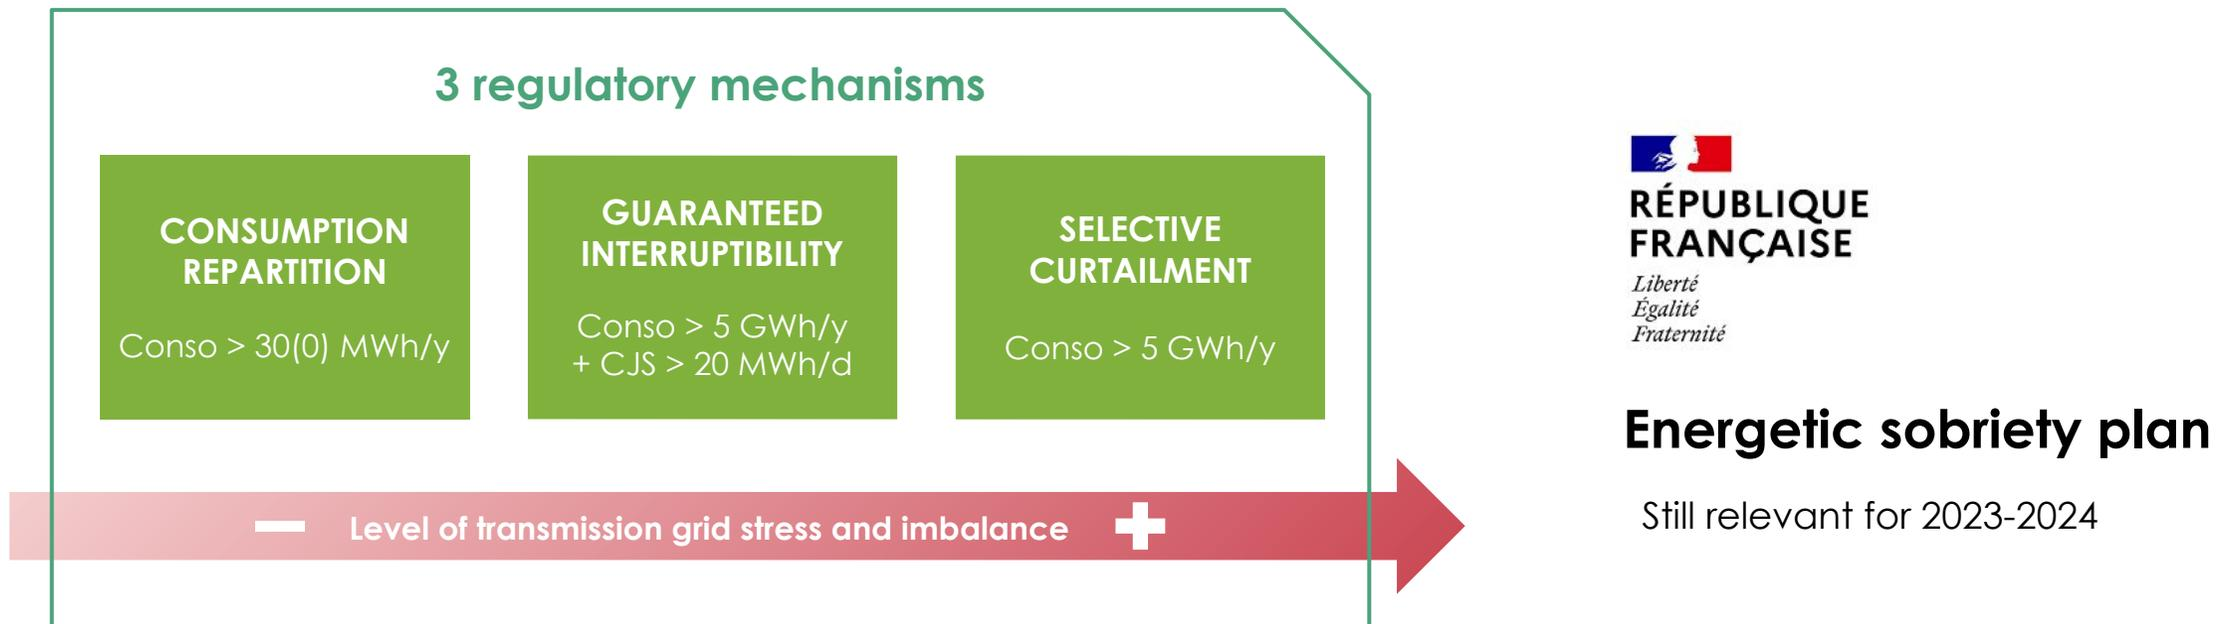 3 regulatory mechanisms
CONSUMPTION
REPARTITION
Conso > 30(0) MWh/y
GUARANTEED
INTERRUPTIBILITY
Conso > 5 GWh/y
+ CJS > 20 MWh/d
SELECTIVE
CURTAILMENT
Conso > 5 GWh/y
Level of transmission grid stress and imbalance
RÉPUBLIQUE
FRANÇAISE
Liberté
Égalité
Fraternité
Energetic sobriety plan
Still relevant for 2023-2024